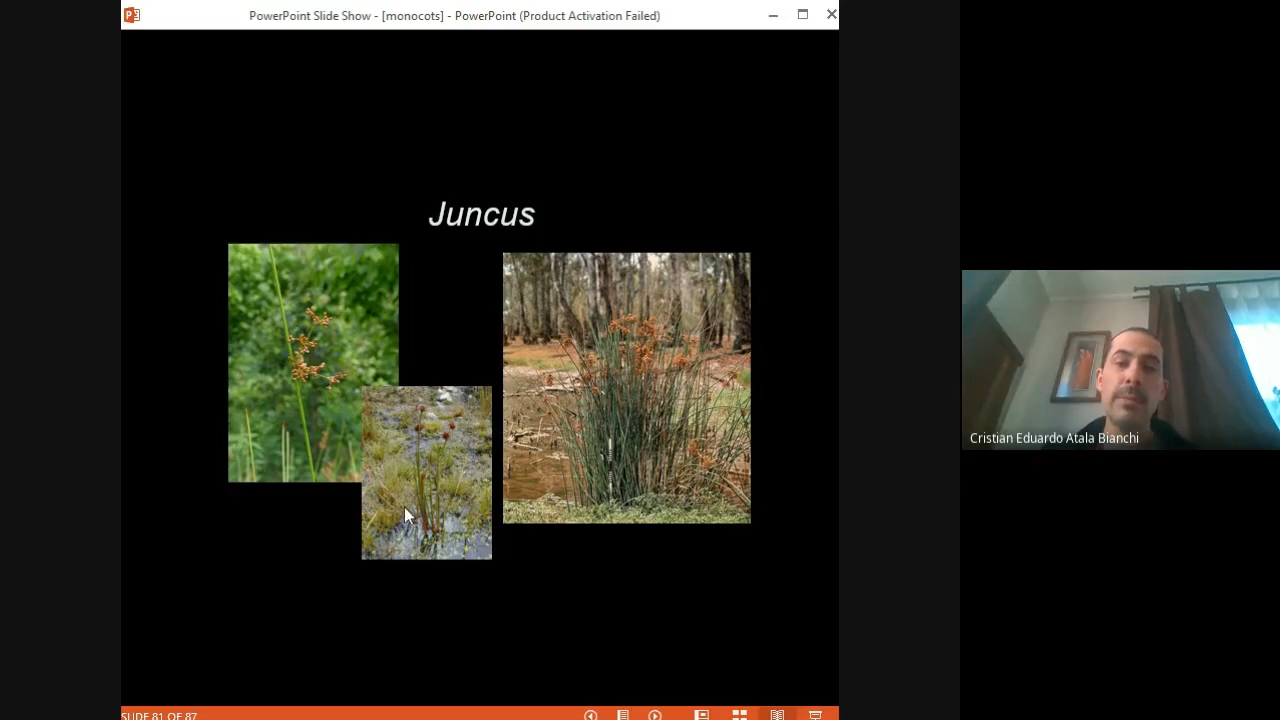 PowerPoint Slide Show - [monocots] - PowerPoint (Product Activation Failed)
Juncus
Cristian Eduardo Atala Bianchi
SLIDE 81 OF 87